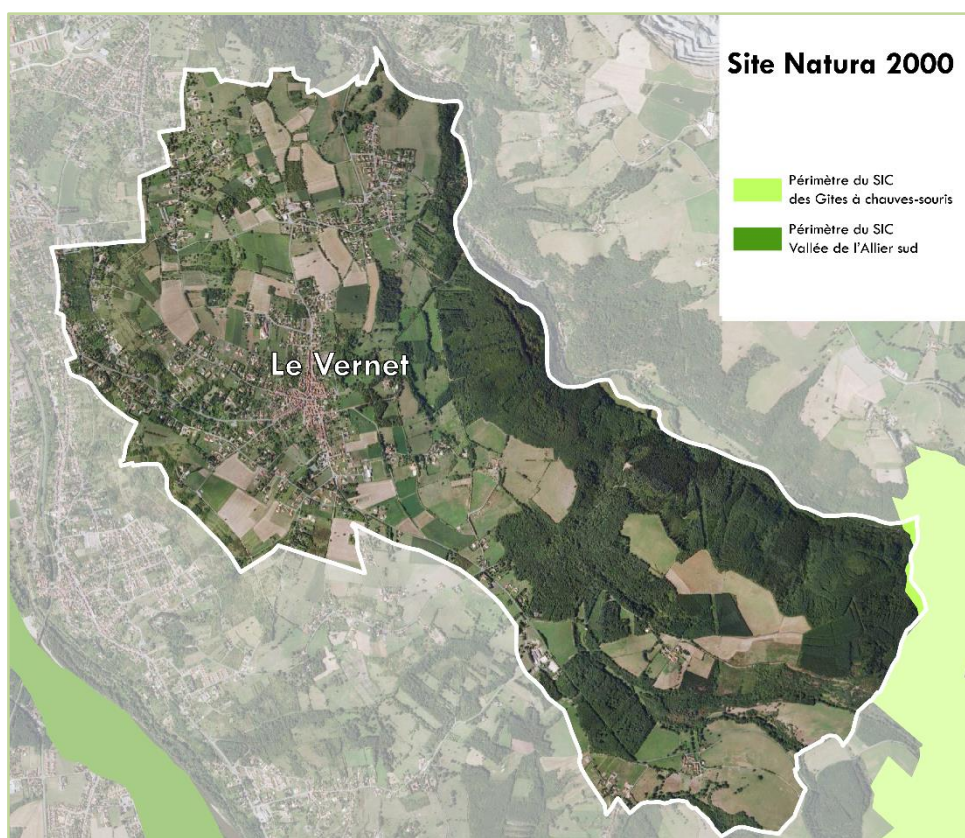 Site Natura 2000
Périmètre du SIC
des Gites à chauves-souris
Périmètre du SIC
Vallée de l'Allier sud
Le Vernet